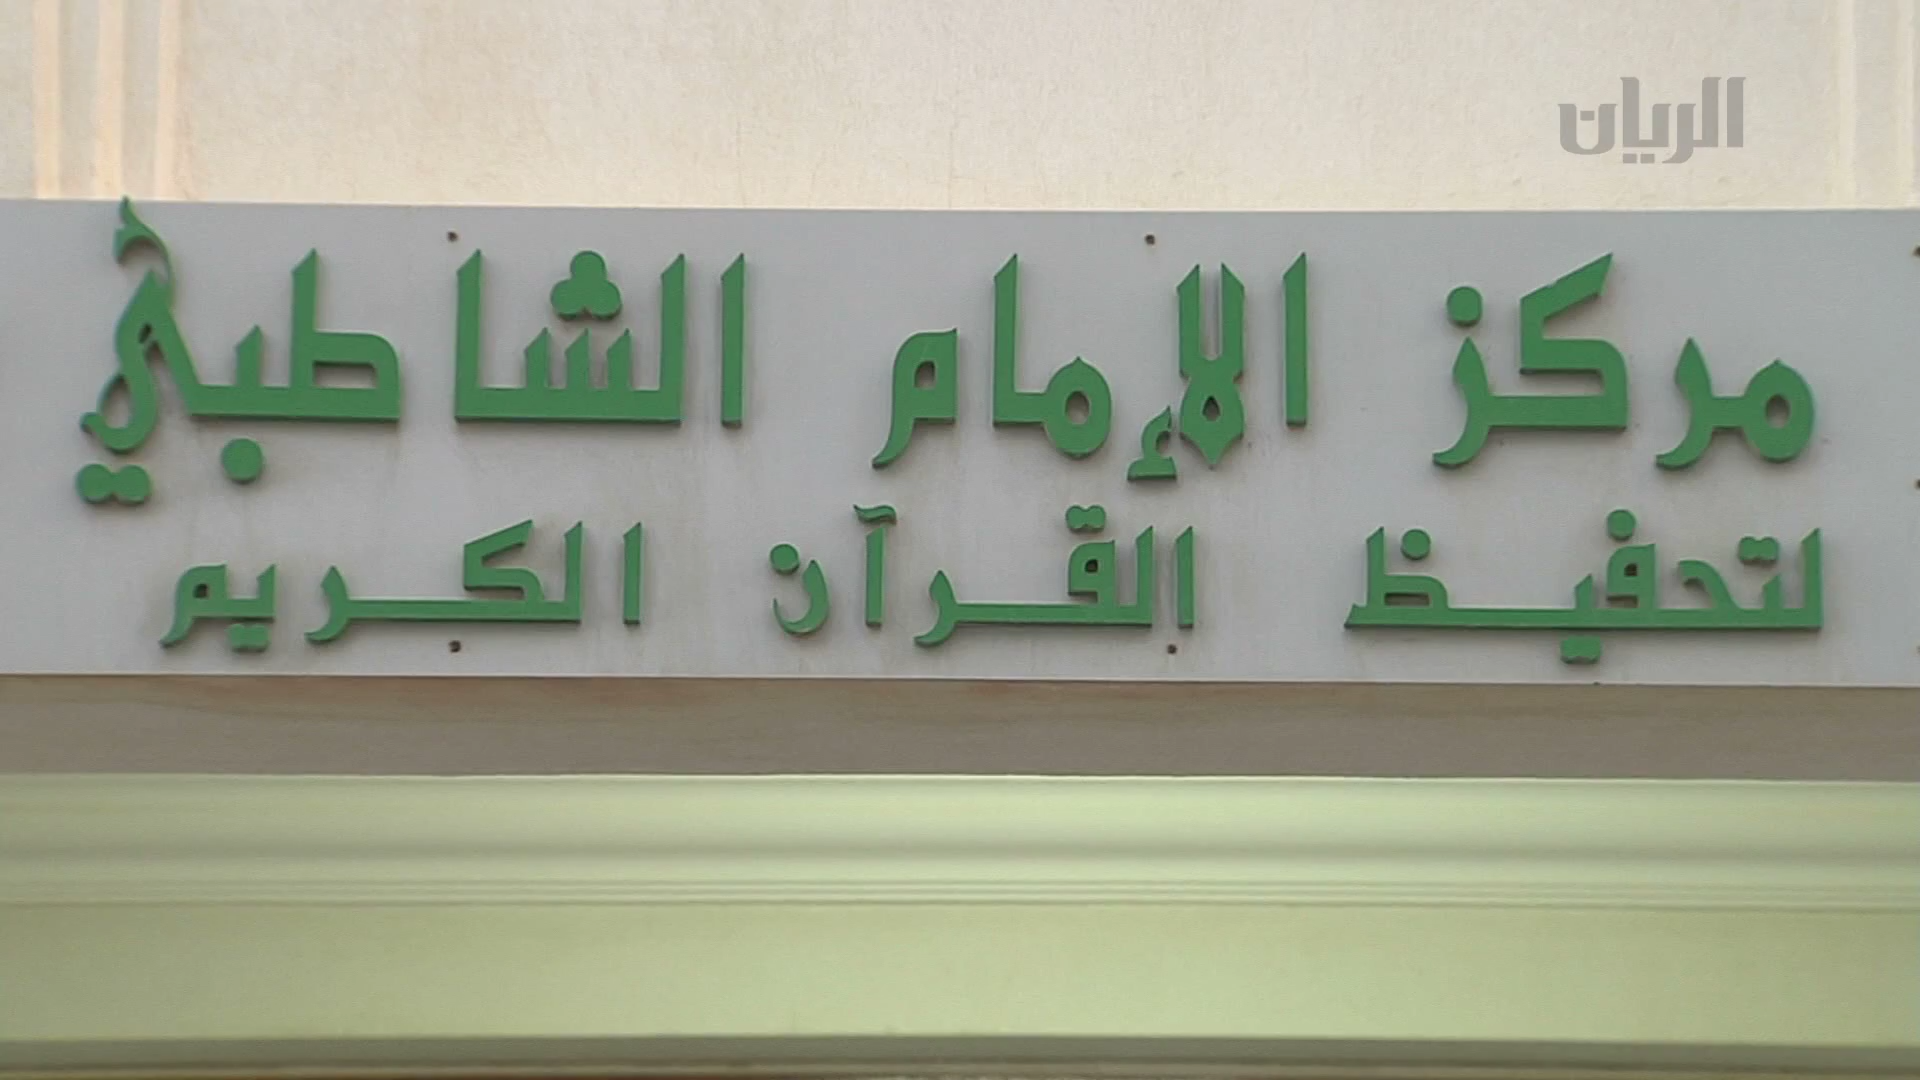 الريان
مركز الإمام الشاطبي
لتحفيظ القرآن الكريم